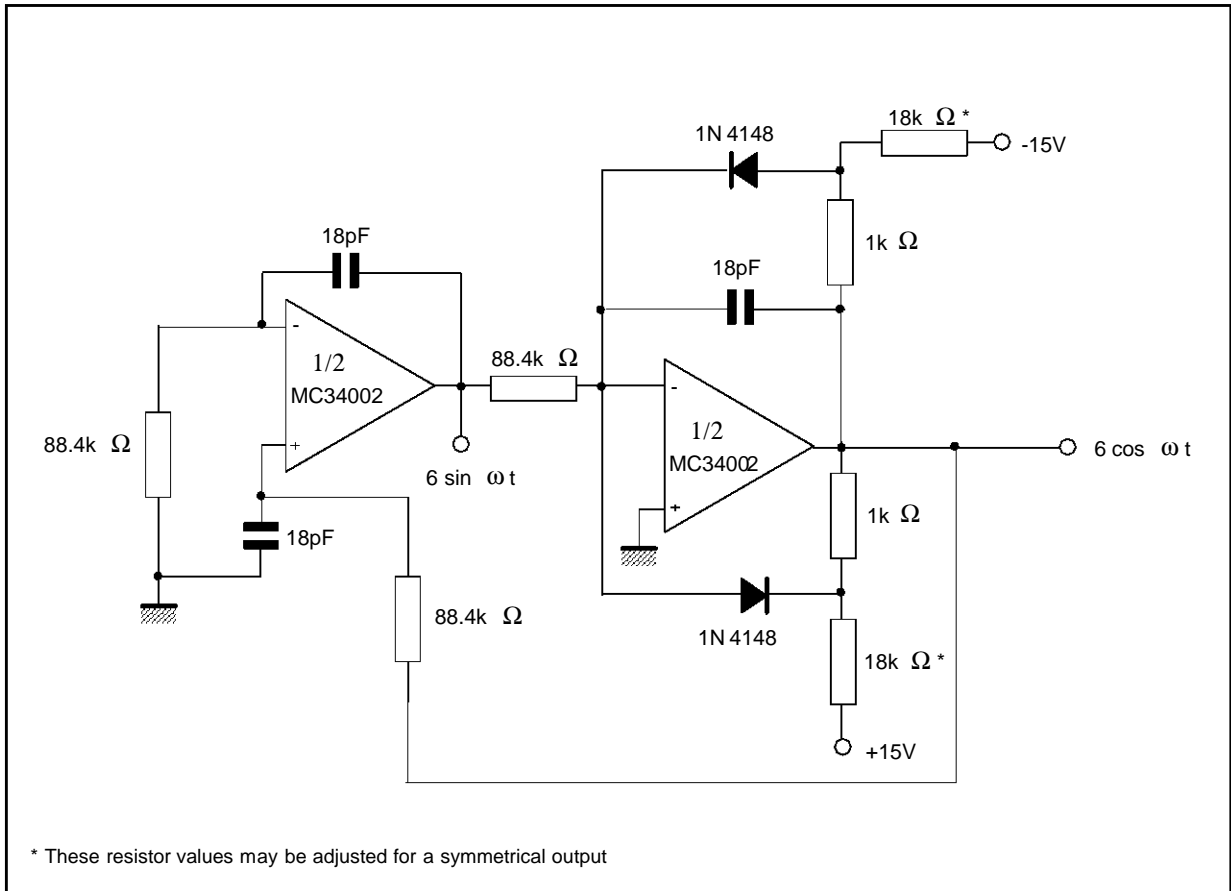 18k Ω *
1N 4148
-15V
18pF
1k Ω
18pF
-
1/2
MC34002
88.4k Ω
-
88.4k Ω
+
1/2
MC34002
6 cos ω t
6 sin ω t
+
1k Ω
18pF
88.4k Ω
1N 4148
18k Ω *
+15V
* These resistor values may be adjusted for a symmetrical output